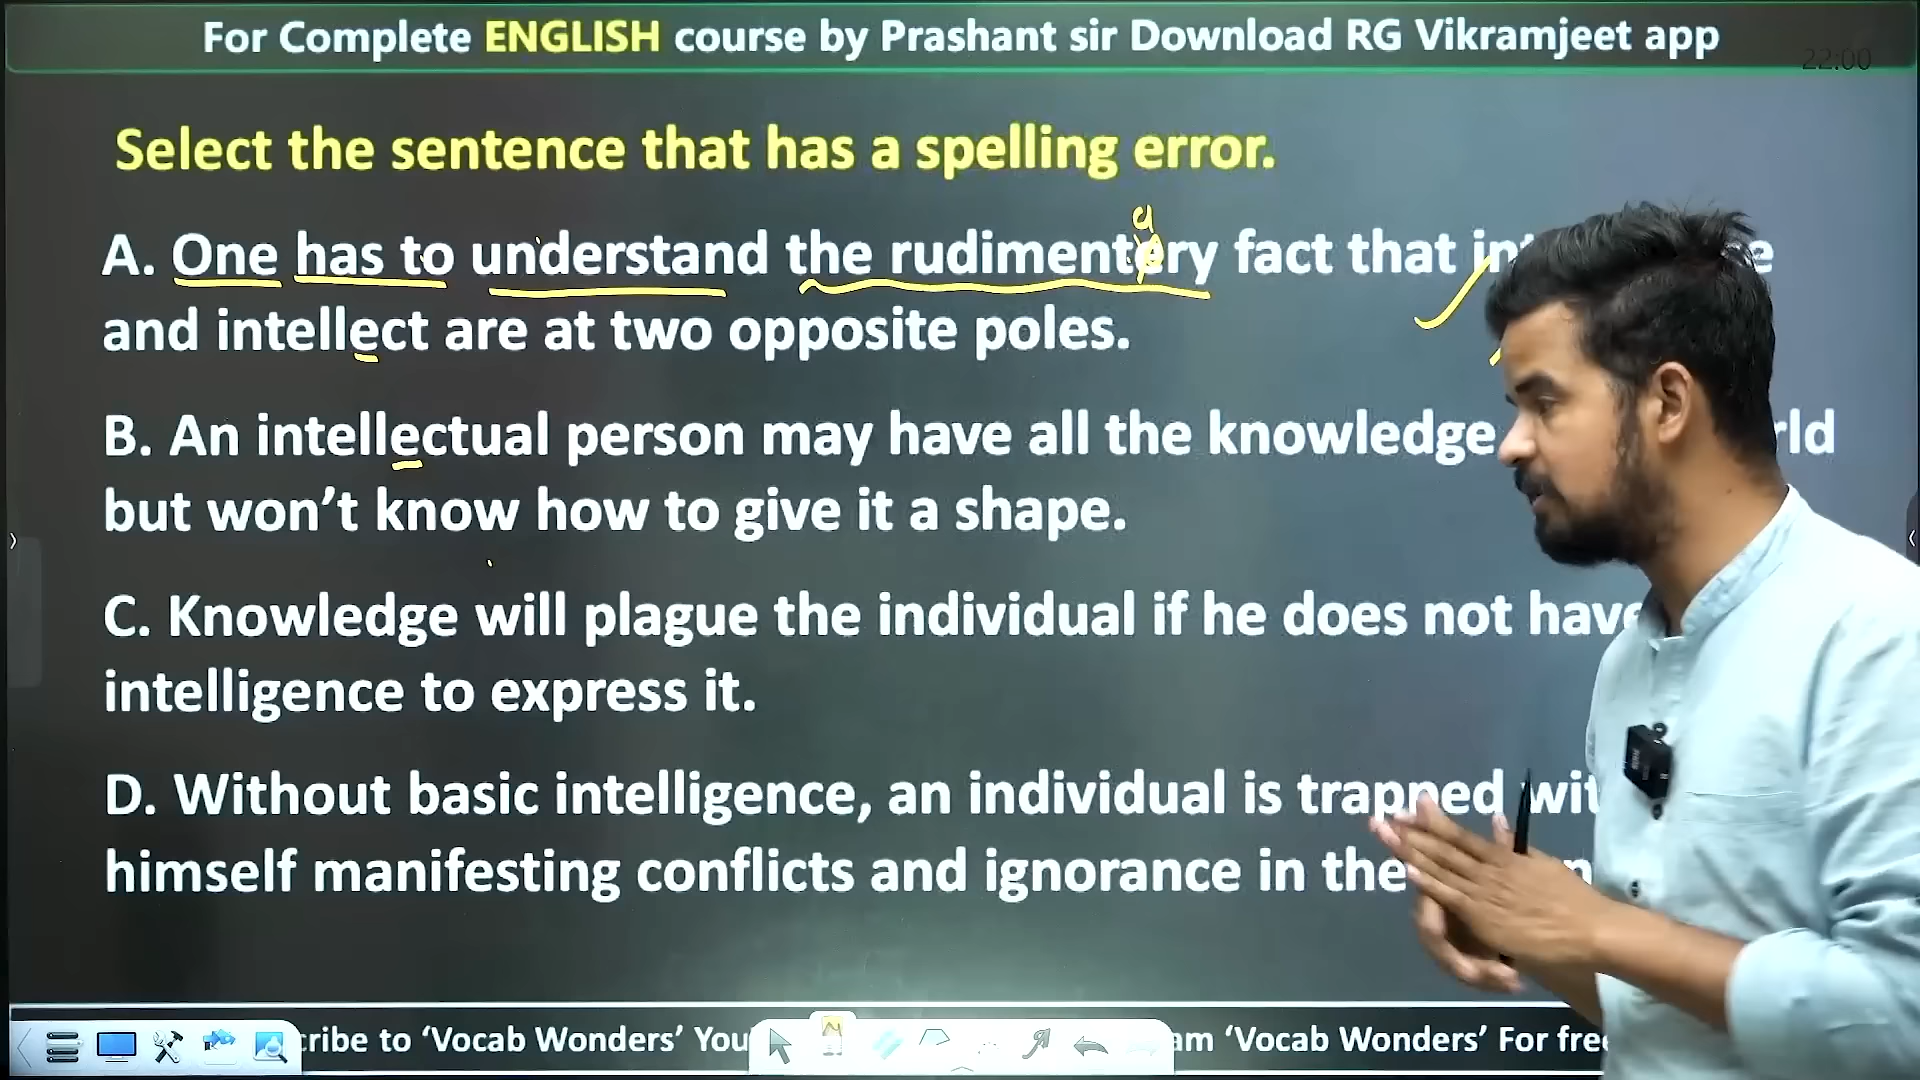 For Complete ENGLISH course by Prashant sir Download RG Vikramjeet app
22:00
Select the sentence that has a spelling error.
a
A. One has to understand the rudimentery fact that
and intellect are at two opposite poles.
B. An intellectual person may have all the knowledge
but won’t know how to give it a shape.
C. Knowledge will plague the individual if he does not have
intelligence to express it.
D. Without basic intelligence, an individual is trapped
himself manifesting conflicts and ignorance in the
to ‘Vocab Wonders’ ‘Vocab Wonders’ For